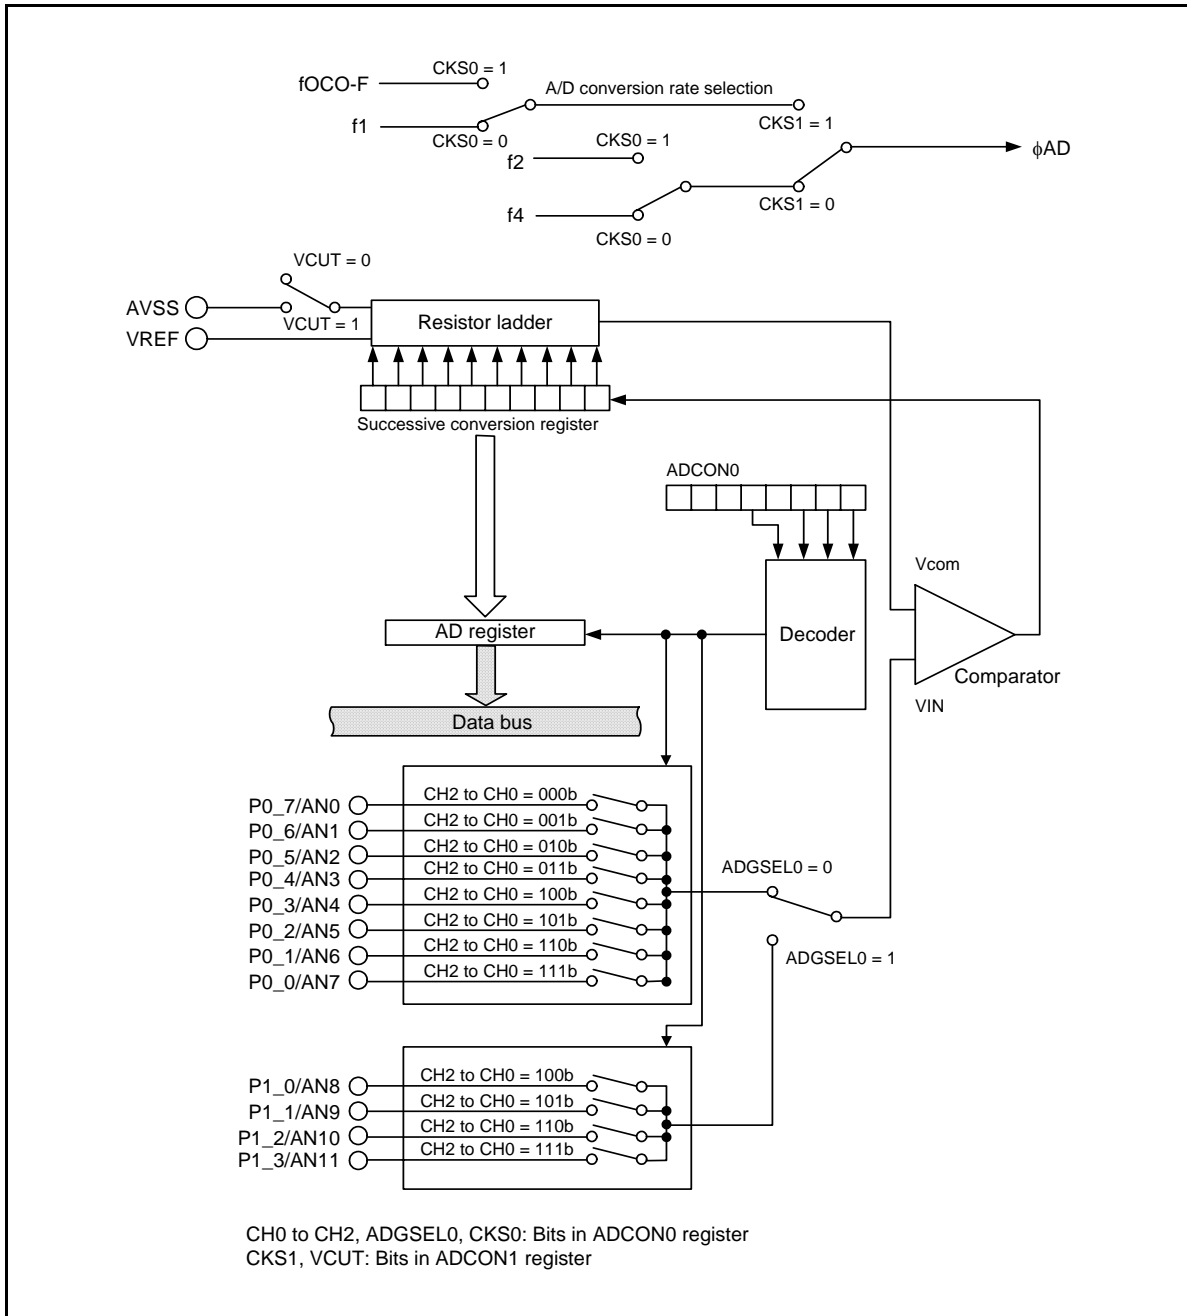 CKS0 = 1
fOCO-F
A/D conversion rate selection
f1
CKS0 = 0
CKS1 = 1
CKS0 = 1
f2
ϕAD
f4
CKS1 = 0
CKS0 = 0
VCUT = 0
AVSS
VCUT = 1
VREF
Resistor ladder
Successive conversion register
ADCON0
Vcom
AD register
Decoder
Comparator
VIN
Data bus
P0_7/AN0
CH2 to CH0 = 000b
P0_6/AN1
CH2 to CH0 = 001b
P0_5/AN2
CH2 to CH0 = 010b
P0_4/AN3
CH2 to CH0 = 011b
P0_3/AN4
CH2 to CH0 = 100b
P0_2/AN5
CH2 to CH0 = 101b
P0_1/AN6
CH2 to CH0 = 110b
P0_0/AN7
CH2 to CH0 = 111b
ADGSEL0 = 0
ADGSEL0 = 1
P1_0/AN8
CH2 to CH0 = 100b
P1_1/AN9
CH2 to CH0 = 101b
P1_2/AN10
CH2 to CH0 = 110b
P1_3/AN11
CH2 to CH0 = 111b
CH0 to CH2, ADGSEL0, CKS0: Bits in ADCON0 register
CKS1, VCUT: Bits in ADCON1 register